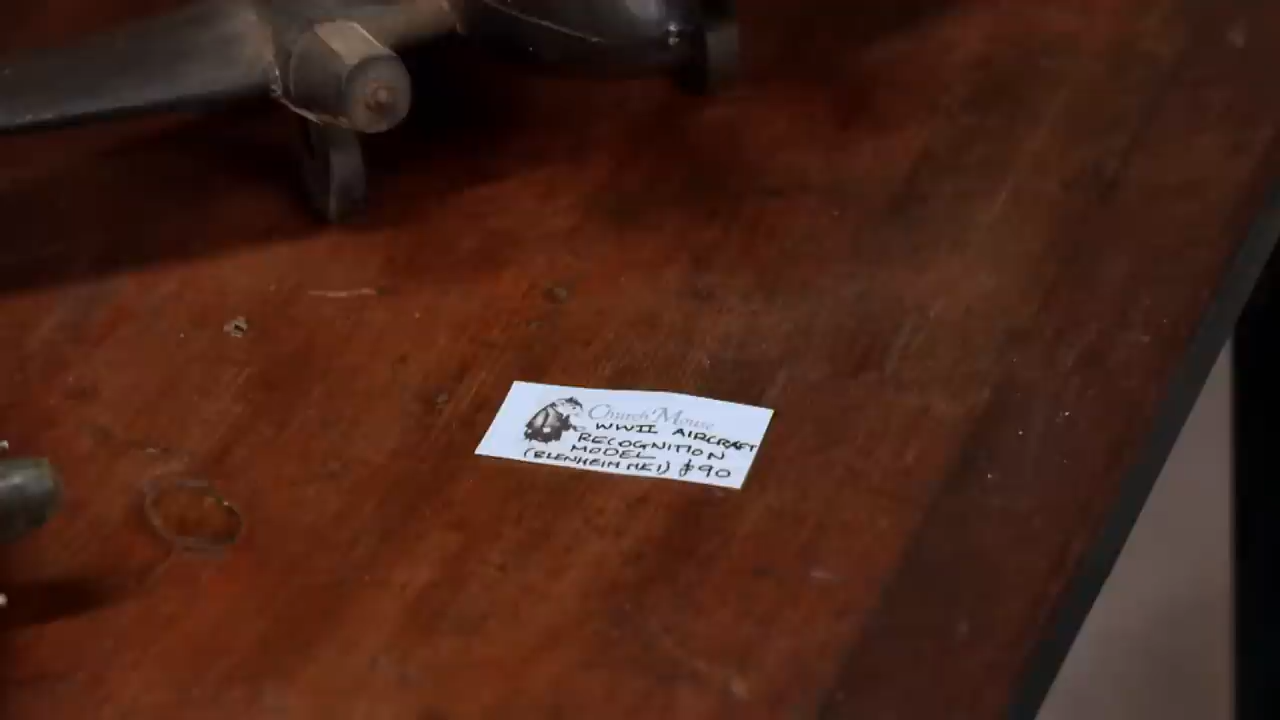 Church Mouse
WWII AIRCRAFT
RECOGNITION
MODEL
(BLENHEIM MK1) $90